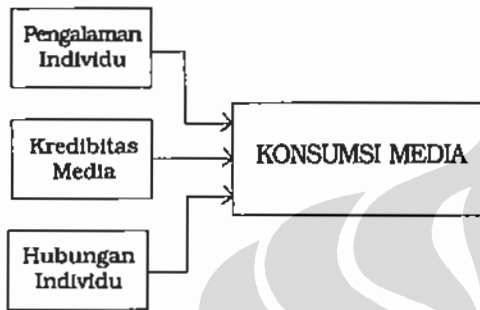 Pengalaman
Individu
Kredibitas
Media
KONSUMSI MEDIA
Hubungan
Individu